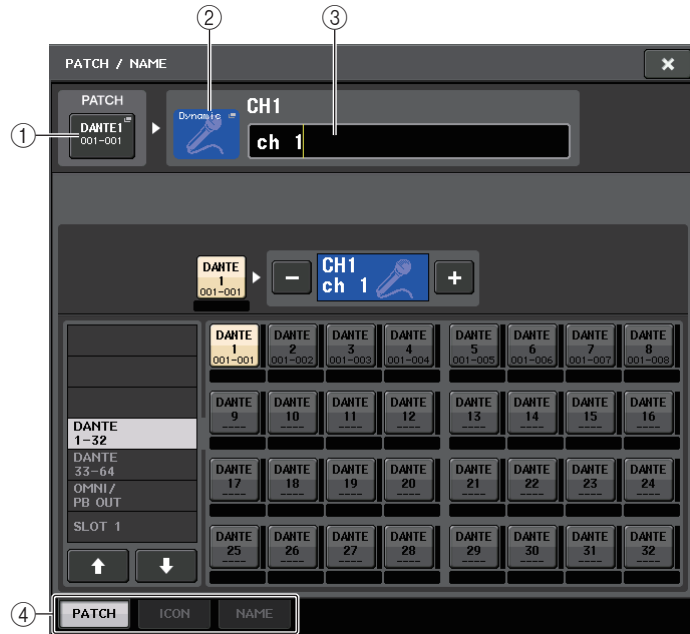 ② ③
PATCH / NAME ×
PATCH
① DANTE1
001-001
Dynamic
CH1
ch 1
DANTE
1
001-001
−
CH1
ch 1
+
DANTE
1-32
DANTE
33-64
OMNI/
PB OUT
SLOT 1
DANTE DANTE DANTE DANTE DANTE DANTE DANTE DANTE
1 2 3 4 5 6 7 8
001-001 001-002 001-003 001-004 001-005 001-006 001-007 001-008
DANTE DANTE DANTE DANTE DANTE DANTE DANTE DANTE
9 10 11 12 13 14 15 16
---- ---- ---- ---- ---- ---- ---- ----
DANTE DANTE DANTE DANTE DANTE DANTE DANTE DANTE
17 18 19 20 21 22 23 24
---- ---- ---- ---- ---- ---- ---- ----
DANTE DANTE DANTE DANTE DANTE DANTE DANTE DANTE
25 26 27 28 29 30 31 32
---- ---- ---- ---- ---- ---- ---- ----
④ PATCH ICON NAME